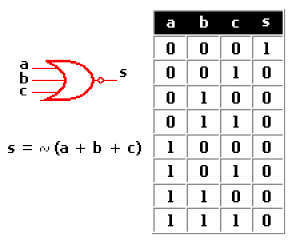 a
b
c
s
s = ~ (a + b + c)
a b c s
0 0 0 1
0 0 1 0
0 1 0 0
0 1 1 0
1 0 0 0
1 0 1 0
1 1 0 0
1 1 1 0